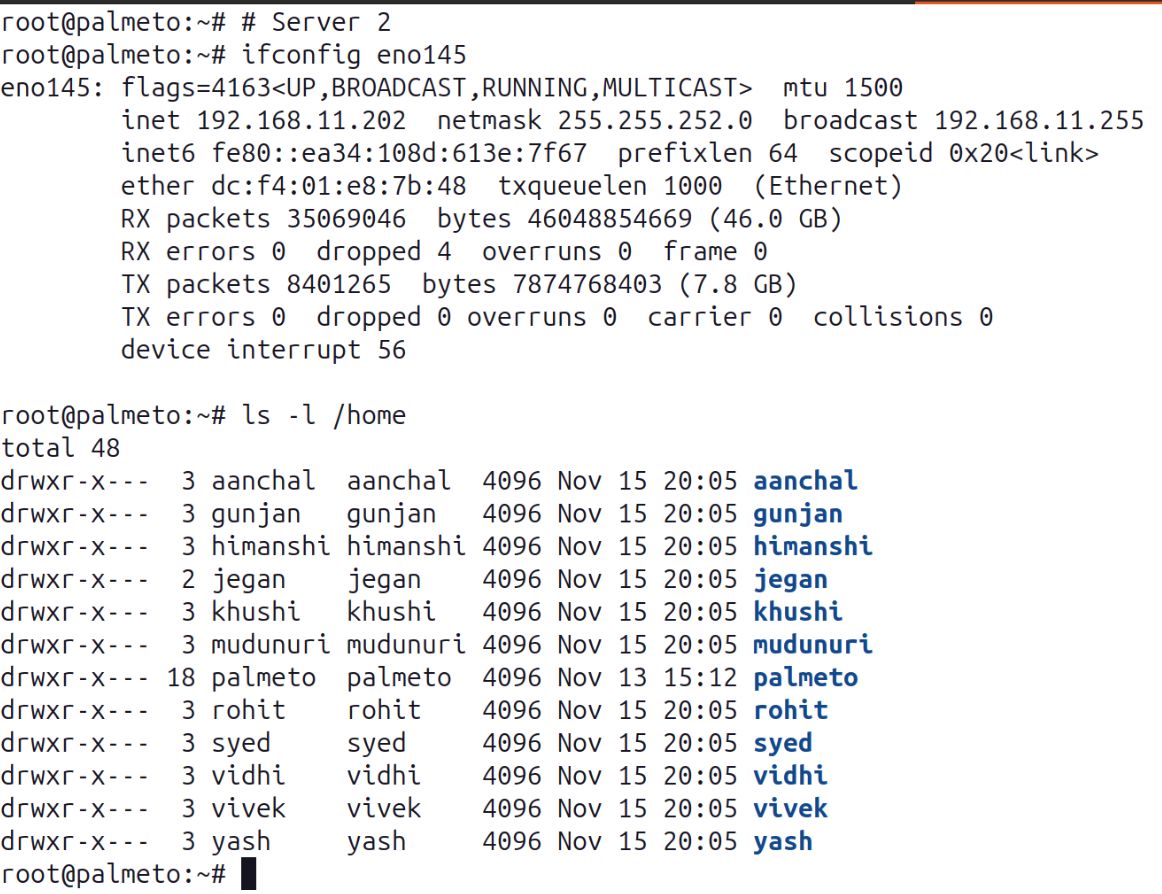 root@palmeto:~# # Server 2
root@palmeto:~# ifconfig eno145
eno145: flags=4163<UP,BROADCAST,RUNNING,MULTICAST>  mtu 1500
        inet 192.168.11.202  netmask 255.255.252.0  broadcast 192.168.11.255
        inet6 fe80::ea34:108d:613e:7f67  prefixlen 64  scopeid 0x20<link>
        ether dc:f4:01:e8:7b:48  txqueuelen 1000  (Ethernet)
        RX packets 35069046  bytes 46048854669 (46.0 GB)
        RX errors 0  dropped 4  overruns 0  frame 0
        TX packets 8401265  bytes 7874768403 (7.8 GB)
        TX errors 0  dropped 0 overruns 0  carrier 0  collisions 0
        device interrupt 56
root@palmeto:~# ls -l /home
total 48
drwxr-x---  3 aanchal  aanchal  4096 Nov 15 20:05 aanchal
drwxr-x---  3 gunjan   gunjan   4096 Nov 15 20:05 gunjan
drwxr-x---  3 himanshi himanshi 4096 Nov 15 20:05 himanshi
drwxr-x---  2 jegan    jegan    4096 Nov 15 20:05 jegan
drwxr-x---  3 khushi   khushi   4096 Nov 15 20:05 khushi
drwxr-x---  3 mudunuri mudunuri 4096 Nov 15 20:05 mudunuri
drwxr-x--- 18 palmeto  palmeto  4096 Nov 13 15:12 palmeto
drwxr-x---  3 rohit    rohit    4096 Nov 15 20:05 rohit
drwxr-x---  3 syed     syed     4096 Nov 15 20:05 syed
drwxr-x---  3 vidhi    vidhi    4096 Nov 15 20:05 vidhi
drwxr-x---  3 vivek    vivek    4096 Nov 15 20:05 vivek
drwxr-x---  3 yash     yash     4096 Nov 15 20:05 yash
root@palmeto:~#